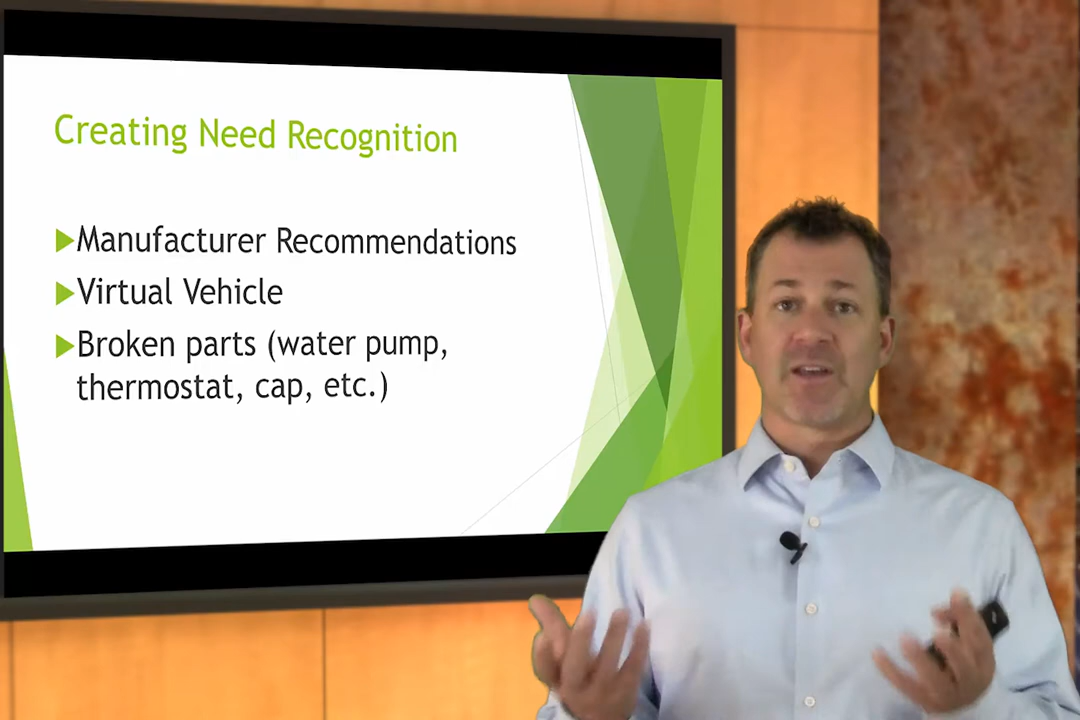 Creating Need Recognition
Manufacturer Recommendations
Virtual Vehicle
Broken parts (water pump,
thermostat, cap, etc.)